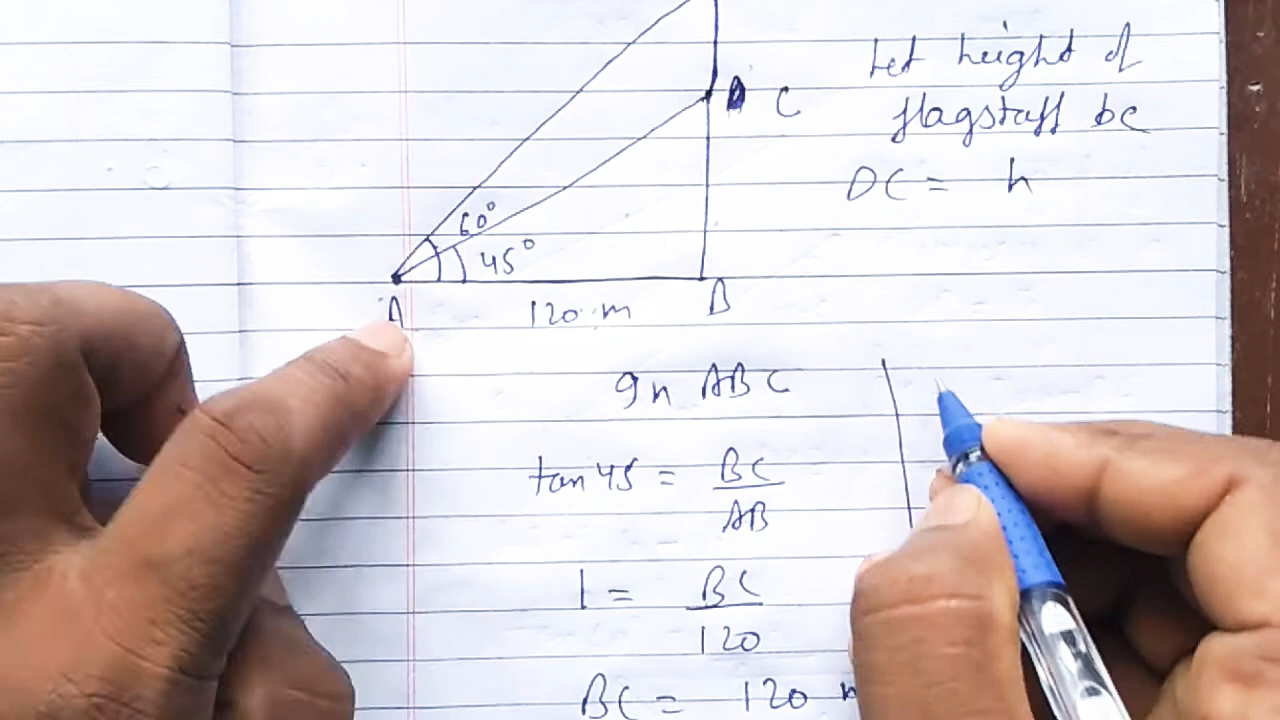 C
Let height of
flagstaff be
DC = h
60°
45°
A
120 m
B
In ABC
tan 45 = BC
AB
1 = BC
120
BC = 120 m